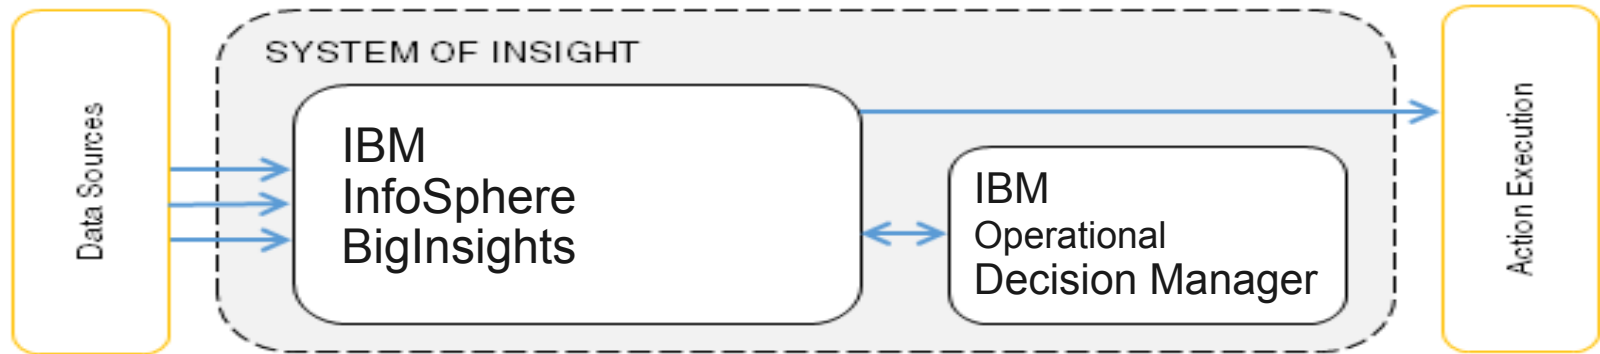 Data Sources
SYSTEM OF INSIGHT
IBM
InfoSphere
BigInsights
IBM
Operational
Decision Manager
Action Execution